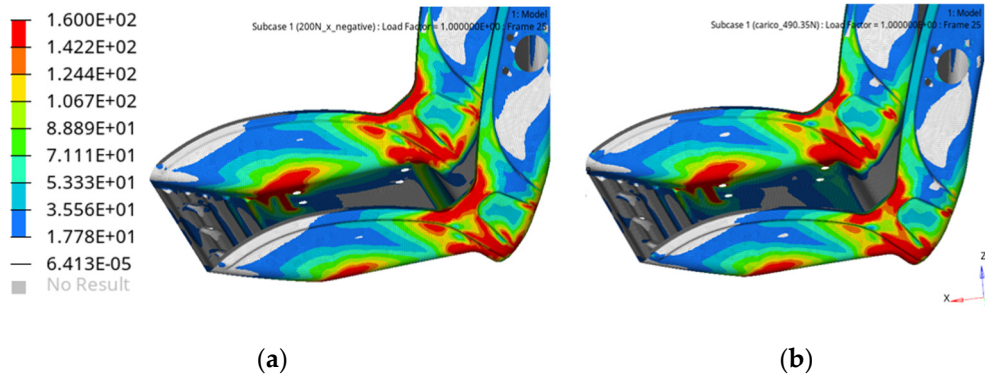 1.600E+02
1.422E+02
1.244E+02
1.067E+02
8.889E+01
7.111E+01
5.333E+01
3.556E+01
1.778E+01
6.413E-05
No Result
1: Model
Subcase 1 (200N_x_negative) : Load Factor = 1.000000E+00 : Frame 25
1: Model
Subcase 1 (carico_490.35N) : Load Factor = 1.000000E+00 : Frame 25
Z
X
(a)
(b)